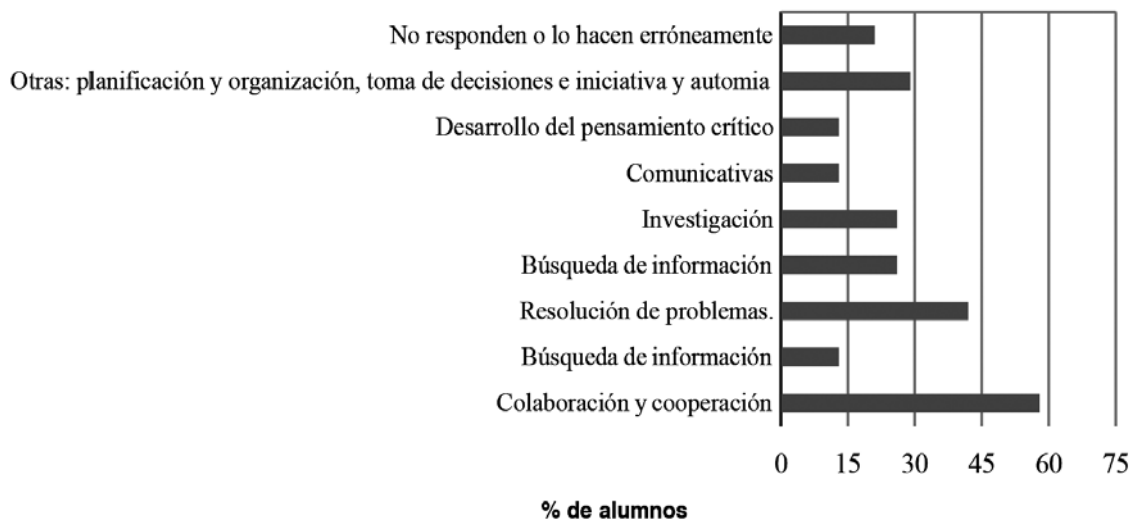 No responden o lo hacen erróneamente
Otras: planificación y organización, toma de decisiones e iniciativa y automia
Desarrollo del pensamiento crítico
Comunicativas
Investigación
Búsqueda de información
Resolución de problemas.
Búsqueda de información
Colaboración y cooperación
0 15 30 45 60 75
% de alumnos